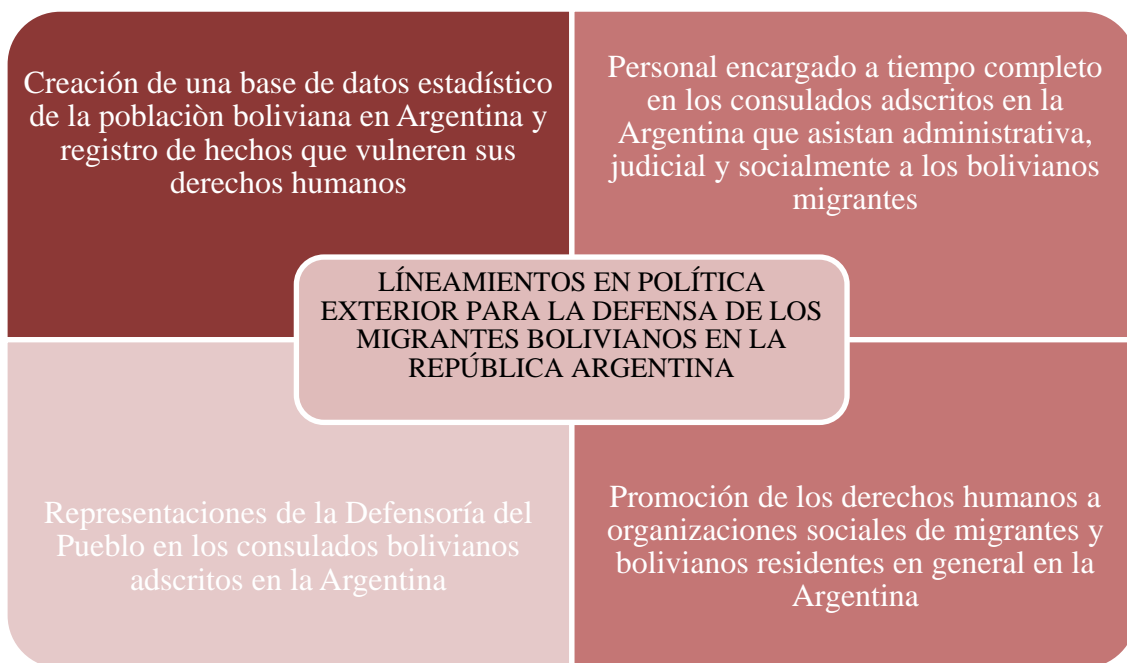 Creación de una base de datos estadístico
de la poblaciòn boliviana en Argentina y
registro de hechos que vulneren sus
derechos humanos
Personal encargado a tiempo completo
en los consulados adscritos en la
Argentina que asistan administrativa,
judicial y socialmente a los bolivianos
migrantes
LÍNEAMIENTOS EN POLÍTICA
EXTERIOR PARA LA DEFENSA DE LOS
MIGRANTES BOLIVIANOS EN LA
REPÚBLICA ARGENTINA
Representaciones de la Defensoría del
Pueblo en los consulados bolivianos
adscritos en la Argentina
Promoción de los derechos humanos a
organizaciones sociales de migrantes y
bolivianos residentes en general en la
Argentina